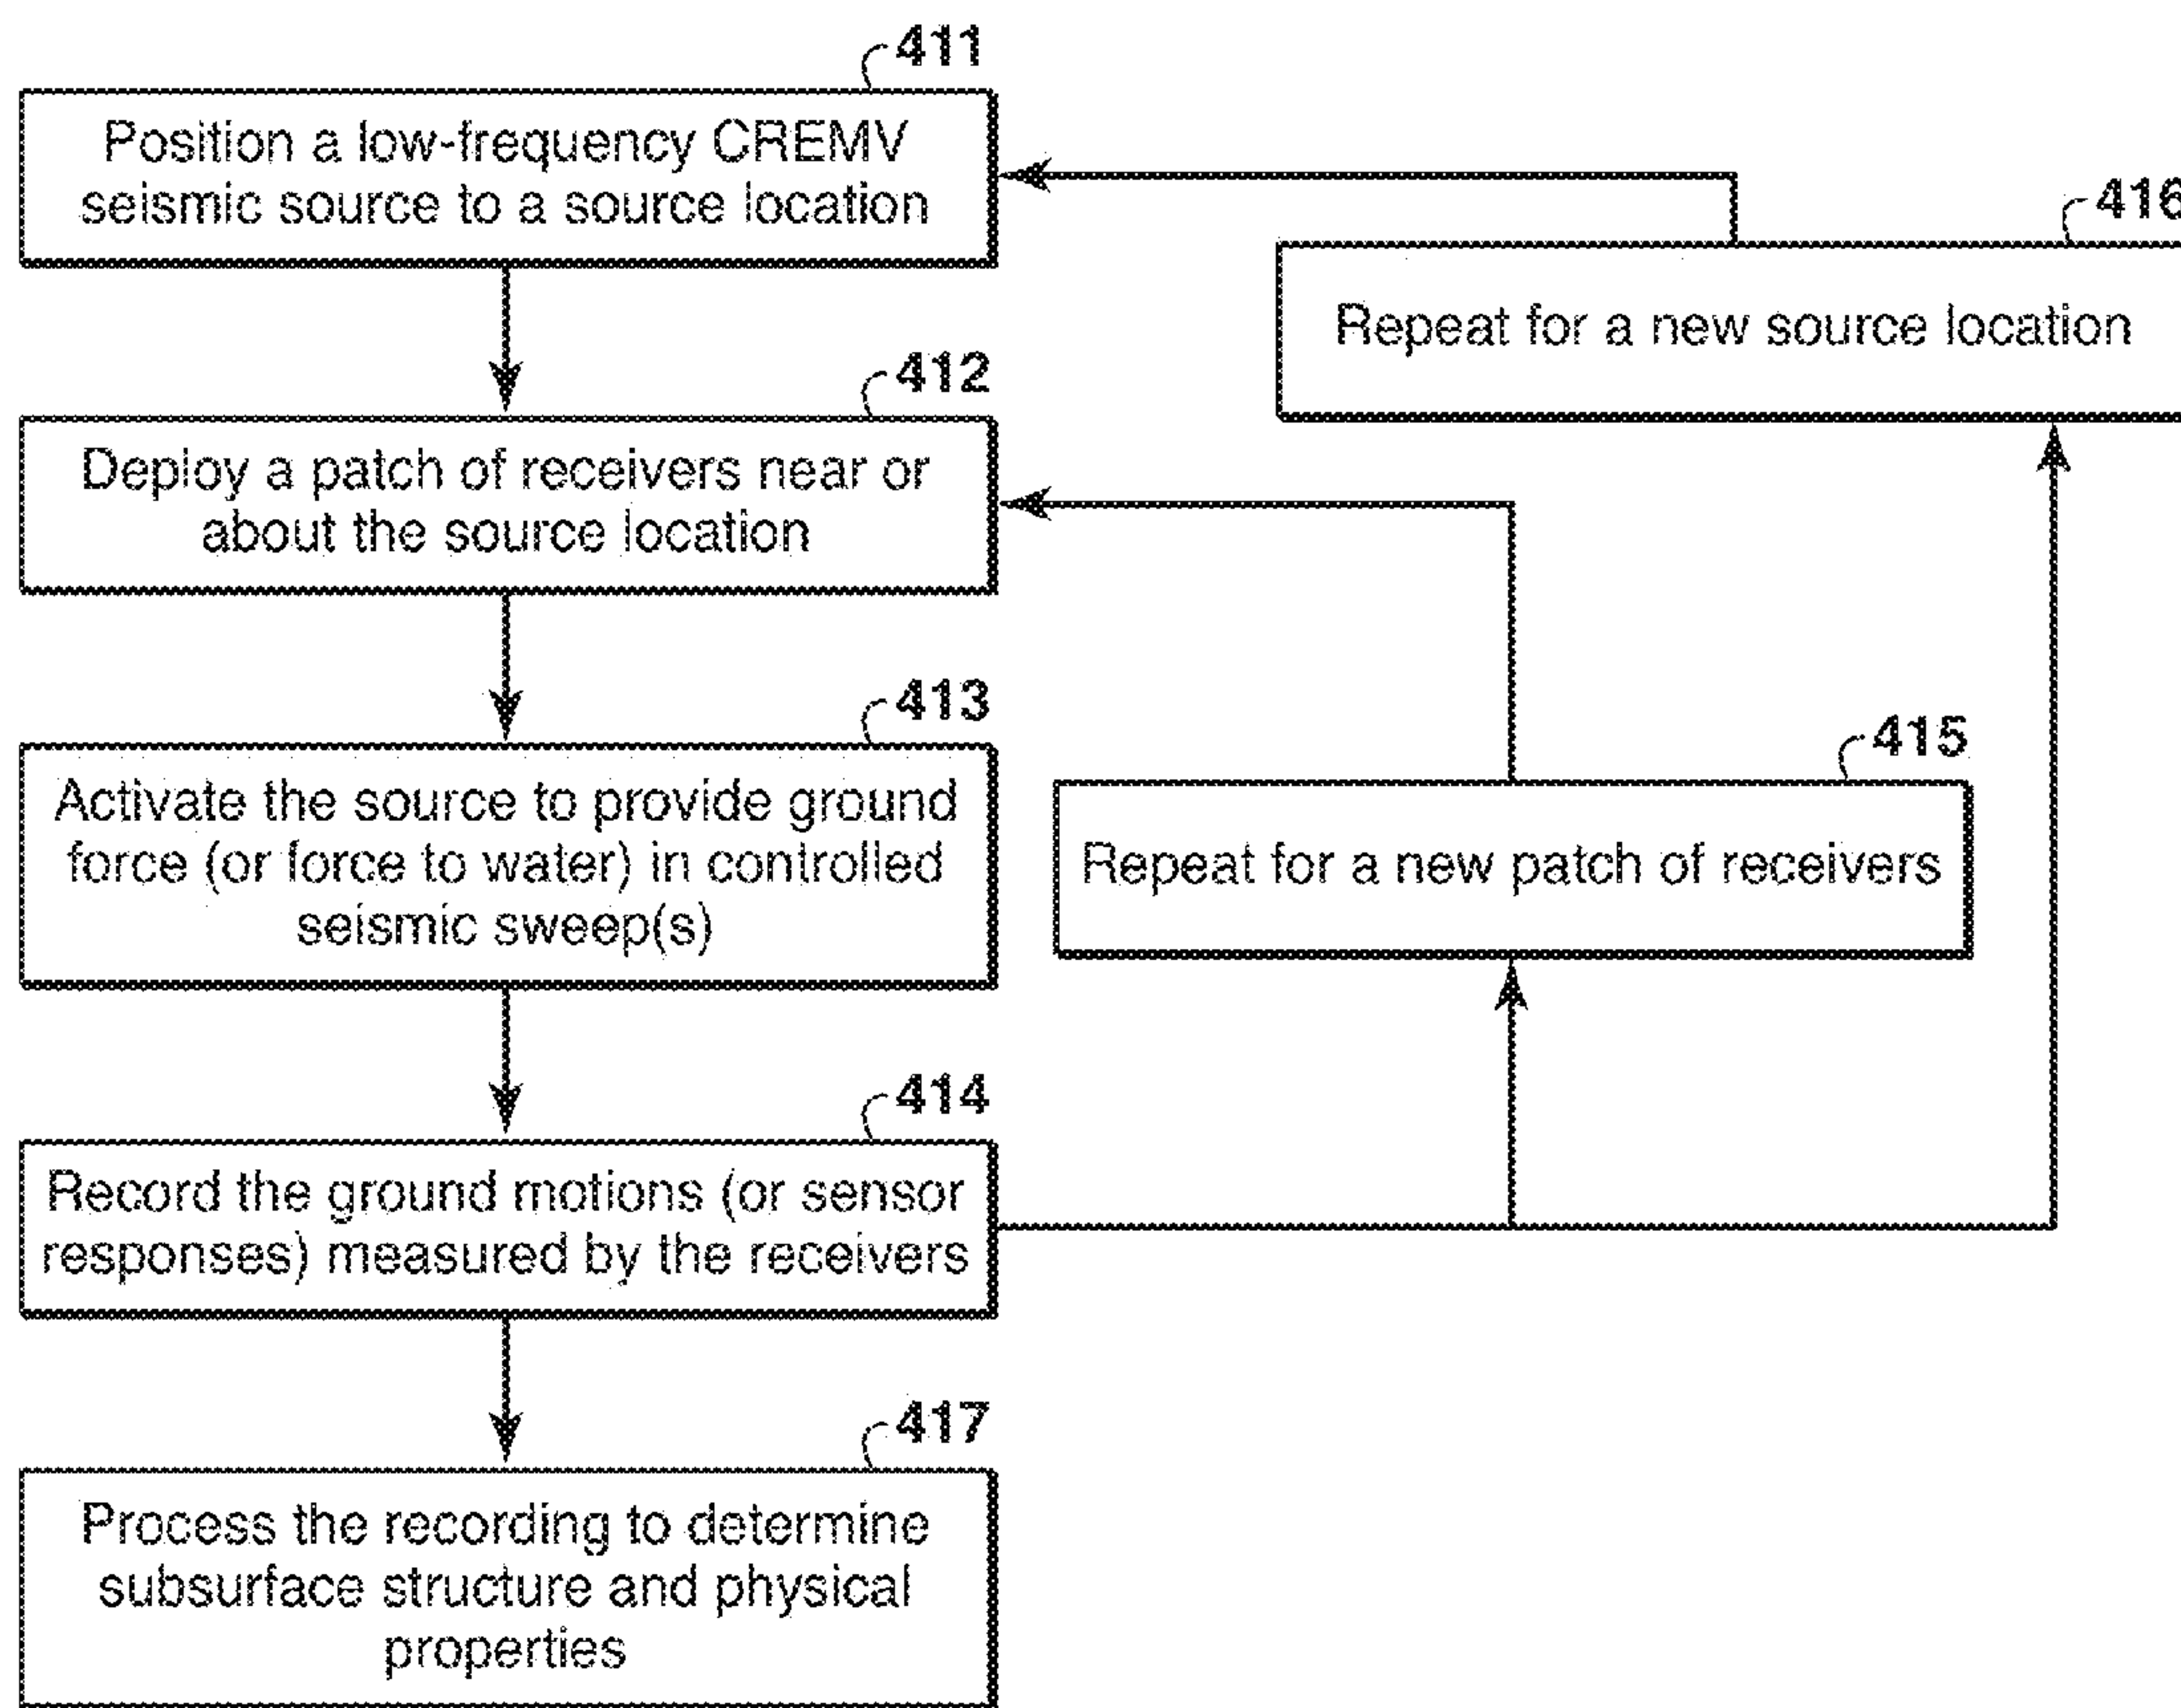 411
Position a low-frequency CREMV
seismic source to a source location
416
Repeat for a new source location
412
Deploy a patch of receivers near or
about the source location
413
Activate the source to provide ground
force (or force to water) in controlled
seismic sweep(s)
415
Repeat for a new patch of receivers
414
Record the ground motions (or sensor
responses) measured by the receivers
417
Process the recording to determine
subsurface structure and physical
properties